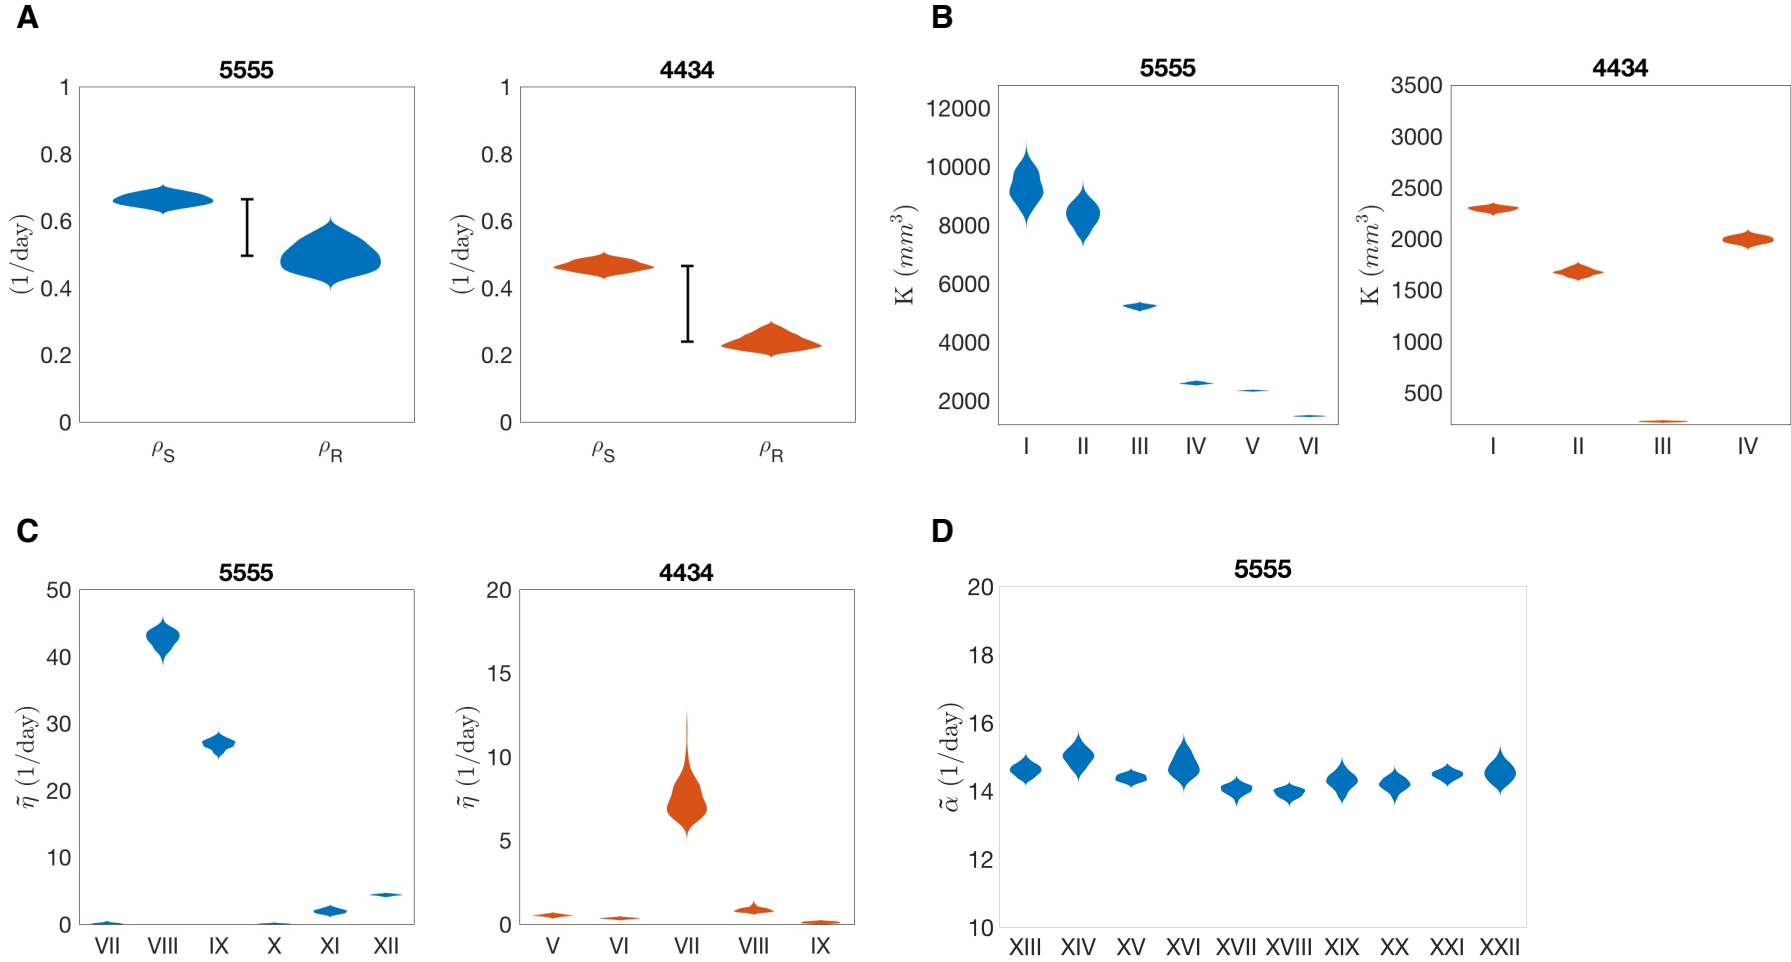 A
5555
1
0.8
0.6
0.4
0.2
0
(1/day)
ρS
ρR
4434
1
0.8
0.6
0.4
0.2
0
(1/day)
ρS
ρR
B
5555
12000
10000
8000
6000
4000
2000
K (mm³)
I II III IV V VI
4434
3500
3000
2500
2000
1500
1000
500
K (mm³)
I II III IV
C
5555
50
40
30
20
10
0
η̃ (1/day)
VII VIII IX X XI XII
4434
20
15
10
5
0
η̃ (1/day)
V VI VII VIII IX
D
5555
20
18
16
14
12
10
α̃ (1/day)
XIII XIV XV XVI XVII XVIII XIX XX XXI XXII